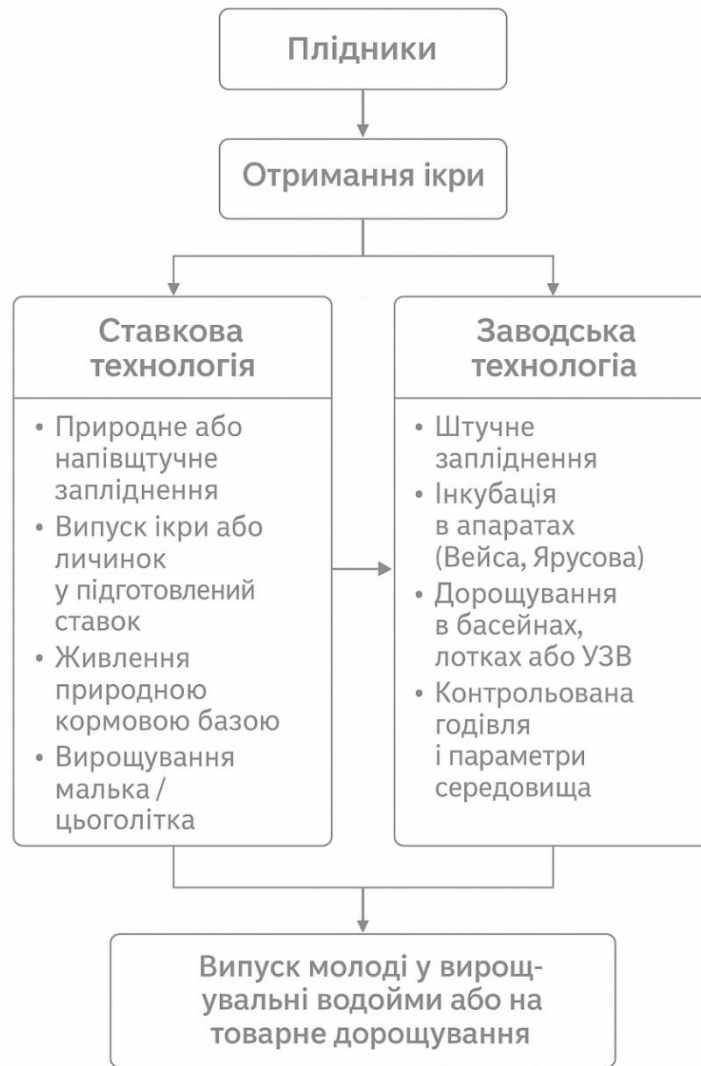 Плідники
Отримання ікри
Ставкова
технологія
• Природне або
напівщтучне
запліднення
• Випуск ікри або
личинок
у підготовлений
ставок
• Живлення
природною
кормовою базою
• Вирощування
малька /
цьоголітка
Заводська
технологіа
• Штучне
запліднення
• Інкубація
в апаратах
(Вейса, Ярусова)
• Дорощування
в басейнах,
лотках або УЗВ
• Контрольована
годівля
і параметри
середовища
Випуск молоді у вирощ-
увальні водойми або на
товарне дорощування